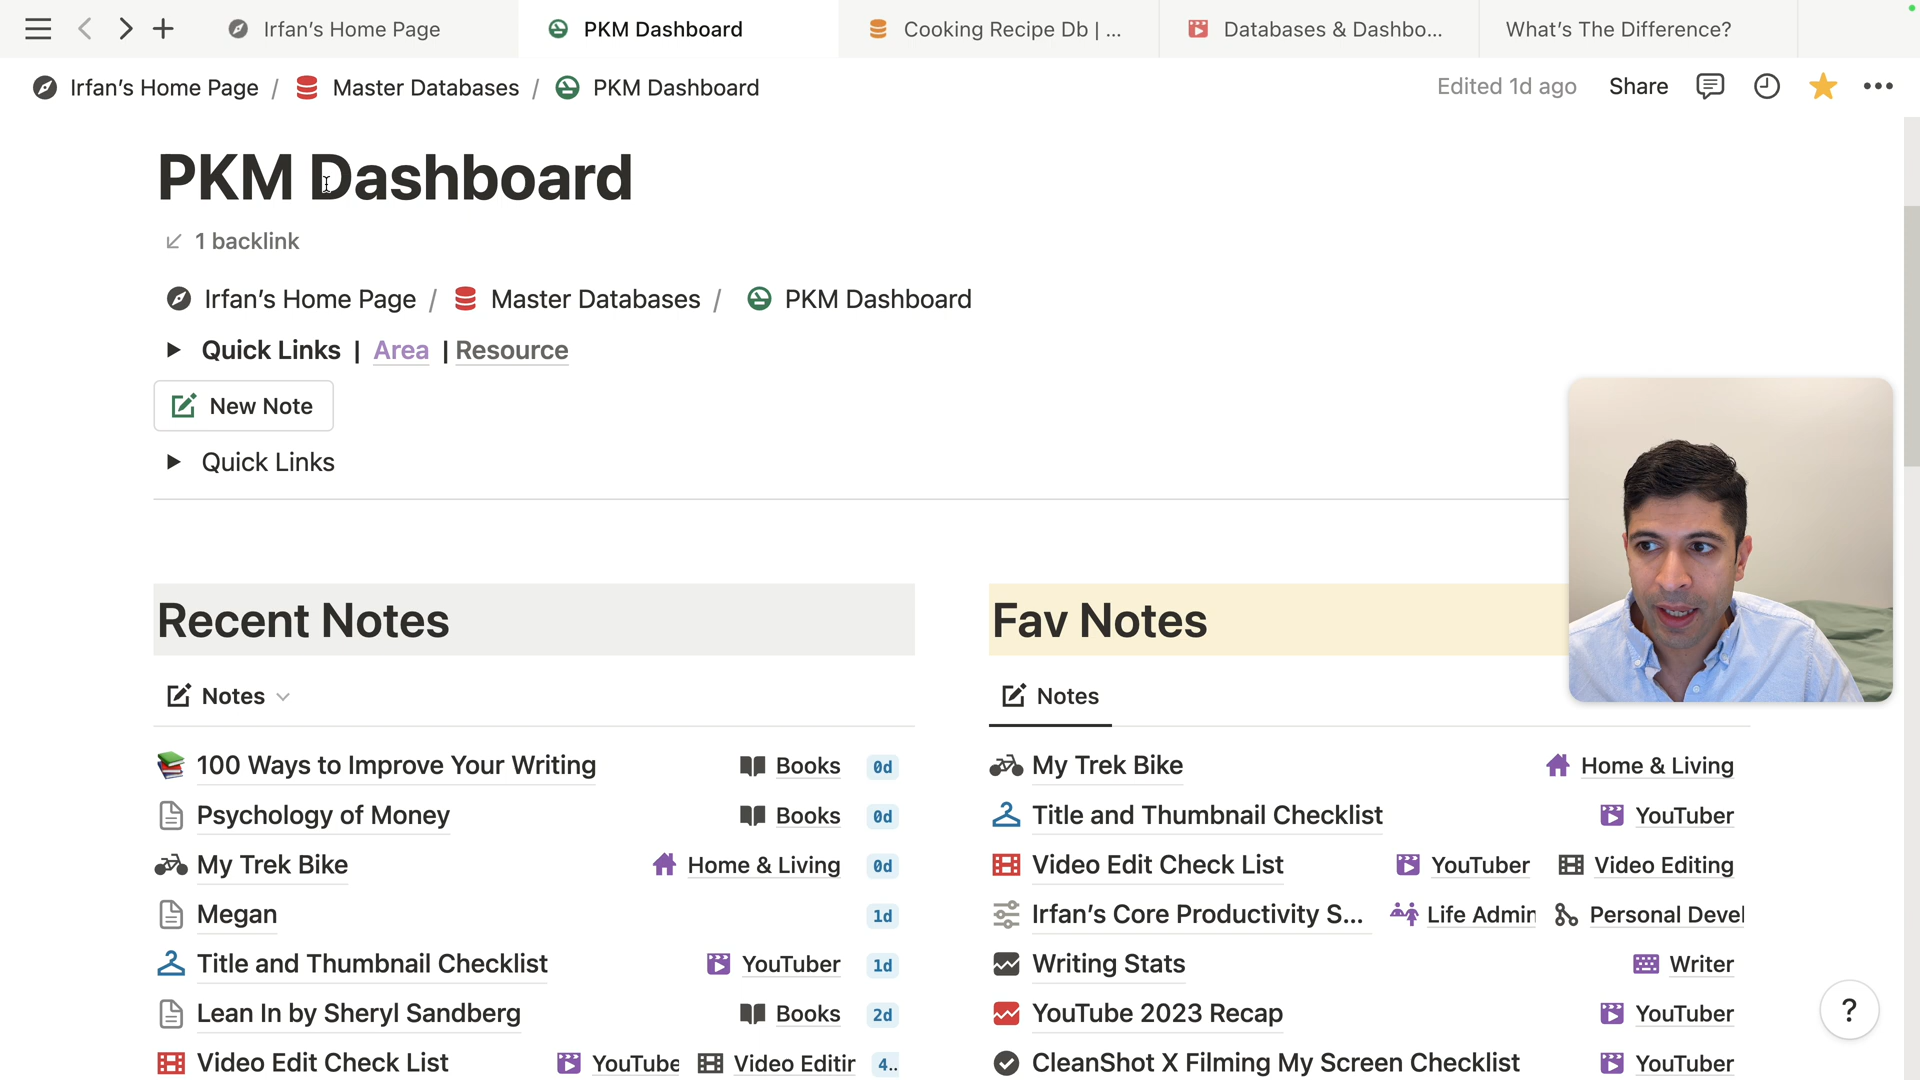 Irfan's Home Page
PKM Dashboard
Cooking Recipe Db | ...
Databases & Dashbo...
What's The Difference?
Irfan's Home Page / Master Databases / PKM Dashboard
Edited 1d ago
Share
PKM Dashboard
1 backlink
Irfan's Home Page / Master Databases / PKM Dashboard
Quick Links | Area | Resource
New Note
Quick Links
Recent Notes
Notes
100 Ways to Improve Your Writing Books 0d
Psychology of Money Books 0d
My Trek Bike Home & Living 0d
Megan 1d
Title and Thumbnail Checklist YouTuber 1d
Lean In by Sheryl Sandberg Books 2d
Video Edit Check List YouTube Video Editir 4..
Fav Notes
Notes
My Trek Bike Home & Living
Title and Thumbnail Checklist YouTuber
Video Edit Check List YouTuber Video Editing
Irfan's Core Productivity S... Life Admin Personal Devel
Writing Stats Writer
YouTube 2023 Recap YouTuber
CleanShot X Filming My Screen Checklist YouTuber
?